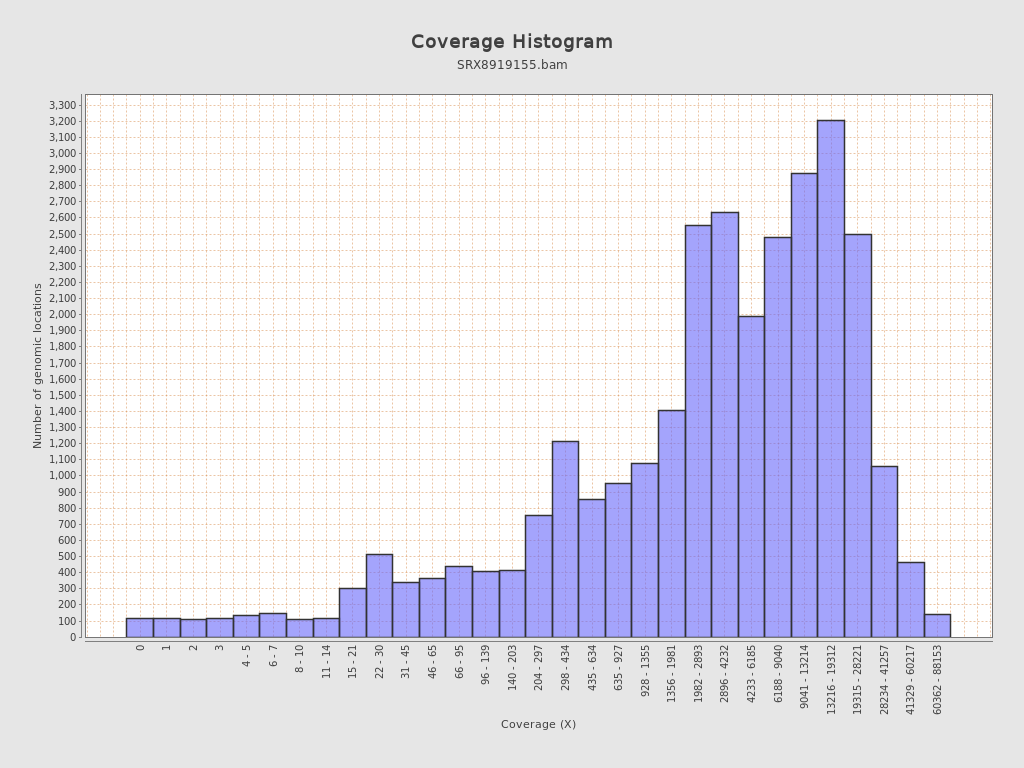 Coverage Histogram
SRX8919155.bam
Number of genomic locations
3,300
3,200
3,100
3,000
2,900
2,800
2,700
2,600
2,500
2,400
2,300
2,200
2,100
2,000
1,900
1,800
1,700
1,600
1,500
1,400
1,300
1,200
1,100
1,000
900
800
700
600
500
400
300
200
100
0
0
1
2
3
4 - 5
6 - 7
8 - 10
11 - 14
15 - 21
22 - 30
31 - 45
46 - 65
66 - 95
96 - 139
140 - 203
204 - 297
298 - 434
435 - 634
635 - 927
928 - 1355
1356 - 1981
1982 - 2893
2896 - 4232
4233 - 6185
6188 - 9040
9041 - 13214
13216 - 19312
19315 - 28221
28234 - 41257
41329 - 60217
60362 - 88153
Coverage (X)